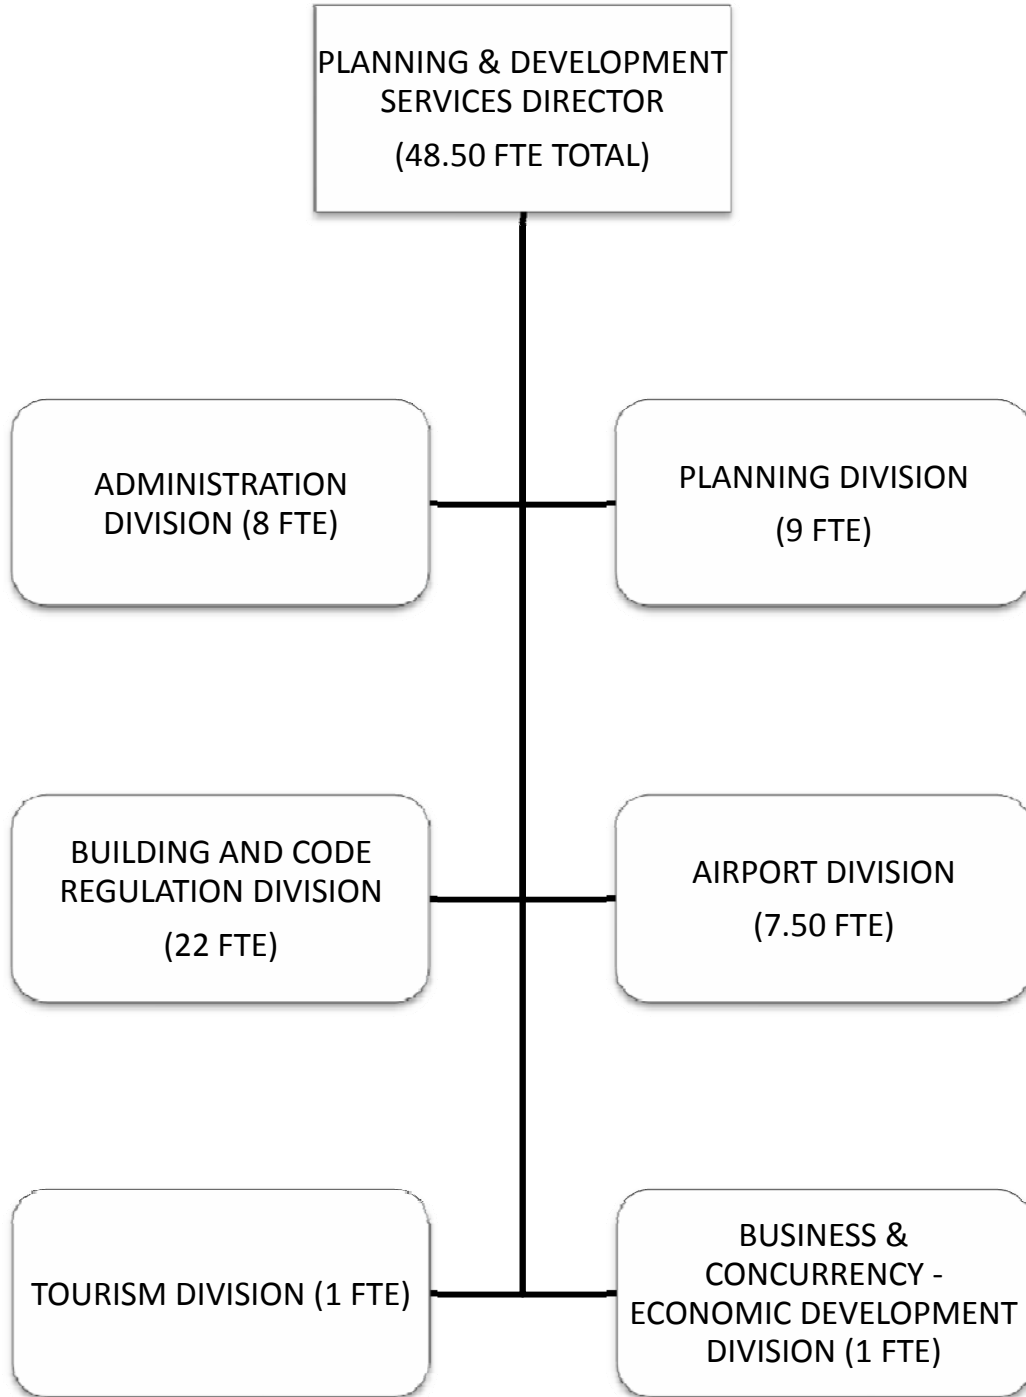 PLANNING & DEVELOPMENT
SERVICES DIRECTOR
(48.50 FTE TOTAL)
ADMINISTRATION
DIVISION (8 FTE)
PLANNING DIVISION
(9 FTE)
BUILDING AND CODE
REGULATION DIVISION
(22 FTE)
AIRPORT DIVISION
(7.50 FTE)
TOURISM DIVISION (1 FTE)
BUSINESS &
CONCURRENCY -
ECONOMIC DEVELOPMENT
DIVISION (1 FTE)